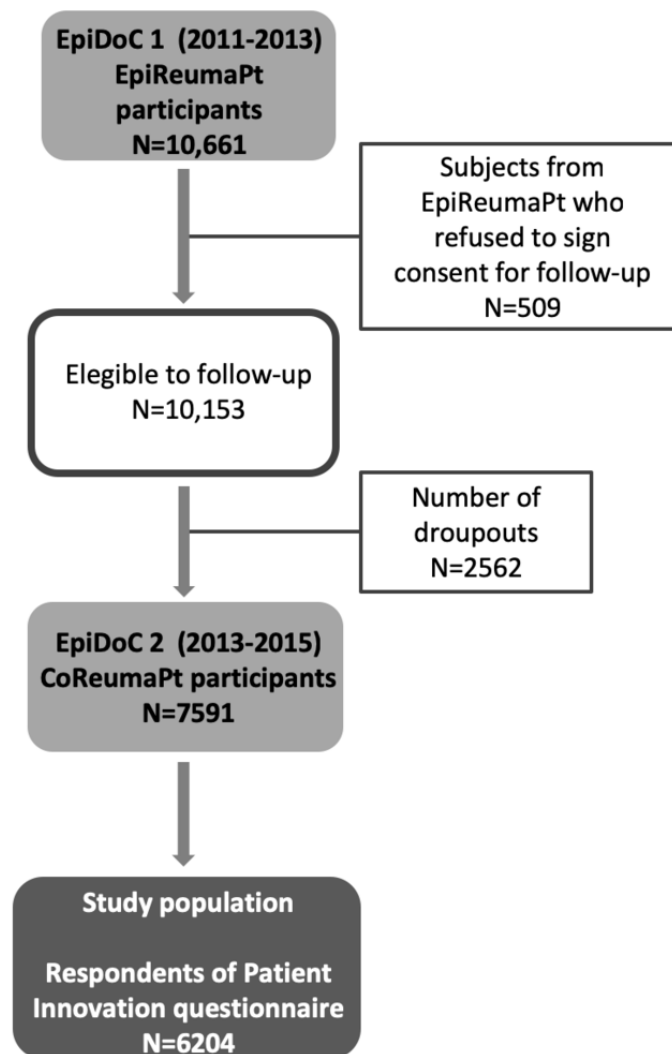 EpiDoC 1 (2011-2013)
EpiReumaPt
participants
N=10,661
Subjects from
EpiReumaPt who
refused to sign
consent for follow-up
N=509
Elegible to follow-up
N=10,153
Number of
droupouts
N=2562
EpiDoC 2 (2013-2015)
CoReumaPt participants
N=7591
Study population
Respondents of Patient
Innovation questionnaire
N=6204